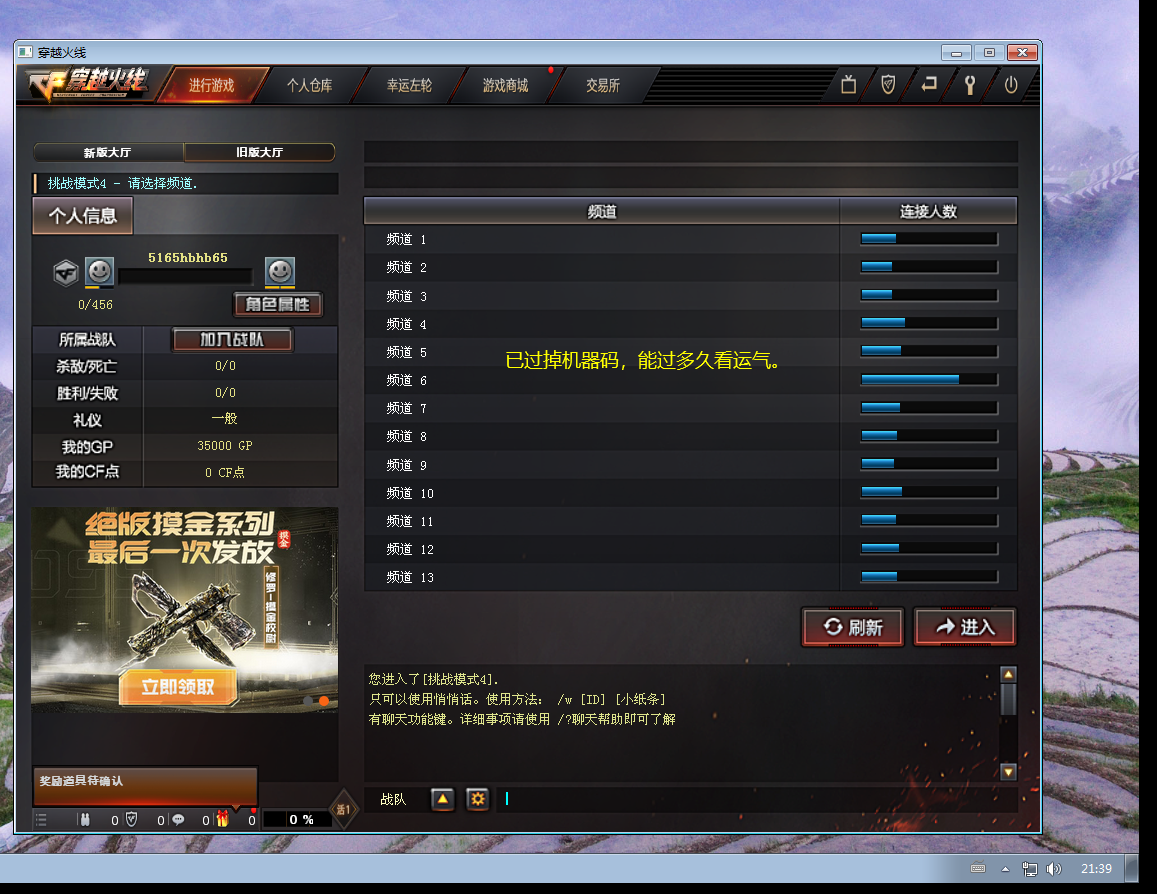 穿越火线
穿越火线
进行游戏
个人仓库
幸运左轮
游戏商城
交易所
新版大厅
旧版大厅
挑战模式4 - 请选择频道.
个人信息
5165hbhb65
0/456
角色属性
所属战队
加入战队
杀敌/死亡
0/0
胜利/失败
0/0
礼仪
一般
我的GP
35000 GP
我的CF点
0 CF点
绝版摸金系列
最后一次发放
摸金
修罗-摸金校尉
立即领取
奖励道具待确认
0
0
0
0
0 %
活1
频道
连接人数
频道 1
频道 2
频道 3
频道 4
频道 5
已过掉机器码，能过多久看运气。
频道 6
频道 7
频道 8
频道 9
频道 10
频道 11
频道 12
频道 13
刷新
进入
您进入了[挑战模式4].
只可以使用悄悄话。使用方法： /w [ID] [小纸条]
有聊天功能键。详细事项请使用 /?聊天帮助即可了解
战队
21:39